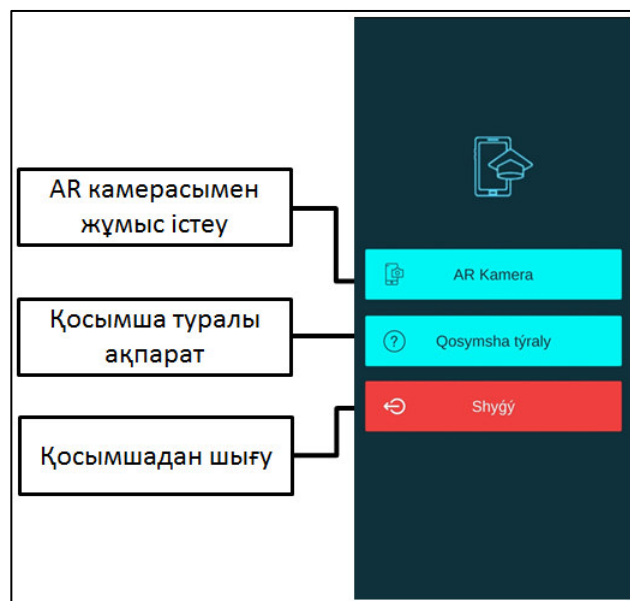 AR камерасымен
жұмыс істеу
Қосымша туралы
ақпарат
Қосымшадан шығу
AR Kamera
Qosymsha týraly
Shyǵý